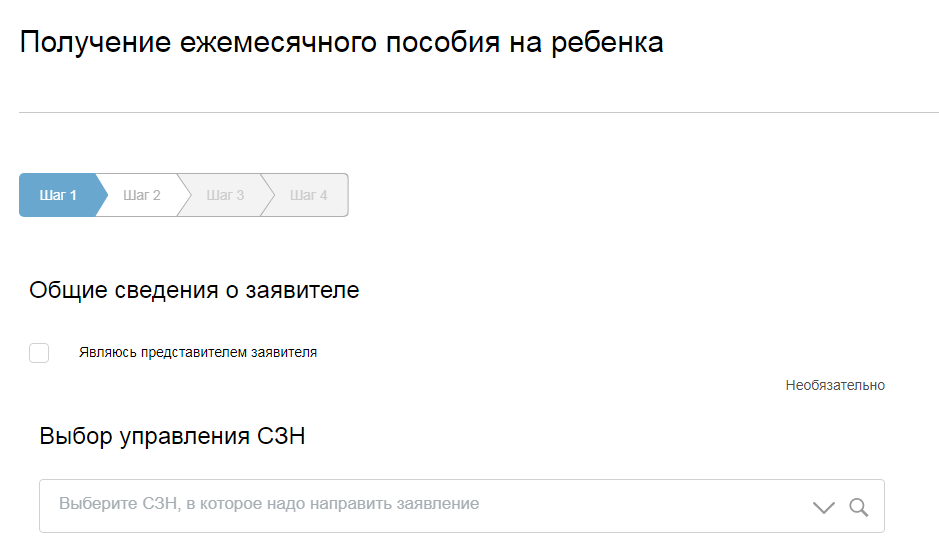 Получение ежемесячного пособия на ребенка
Шаг 1 Шаг 2 Шаг 3 Шаг 4
Общие сведения о заявителе
Являюсь представителем заявителя
Необязательно
Выбор управления СЗН
Выберите СЗН, в которое надо направить заявление